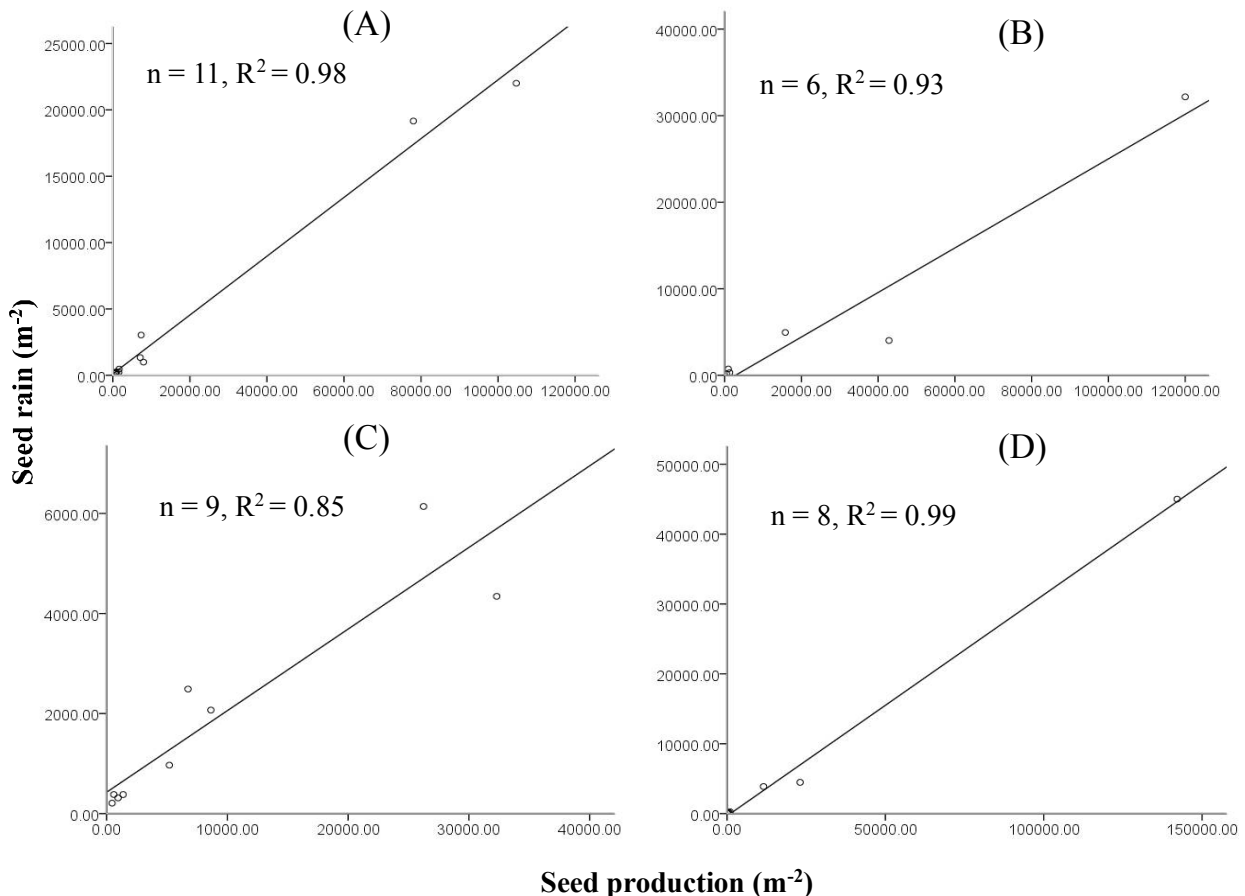 (A)
n = 11, R² = 0.98
25000.00
20000.00
15000.00
10000.00
5000.00
0.00
0.00 20000.00 40000.00 60000.00 80000.00 100000.00 120000.00
(B)
n = 6, R² = 0.93
40000.00
30000.00
20000.00
10000.00
0.00
0.00 20000.00 40000.00 60000.00 80000.00 100000.00 120000.00
Seed rain (m⁻²)
(C)
n = 9, R² = 0.85
6000.00
4000.00
2000.00
0.00
0.00 10000.00 20000.00 30000.00 40000.00
(D)
n = 8, R² = 0.99
50000.00
40000.00
30000.00
20000.00
10000.00
0.00
0.00 50000.00 100000.00 150000.00
Seed production (m⁻²)